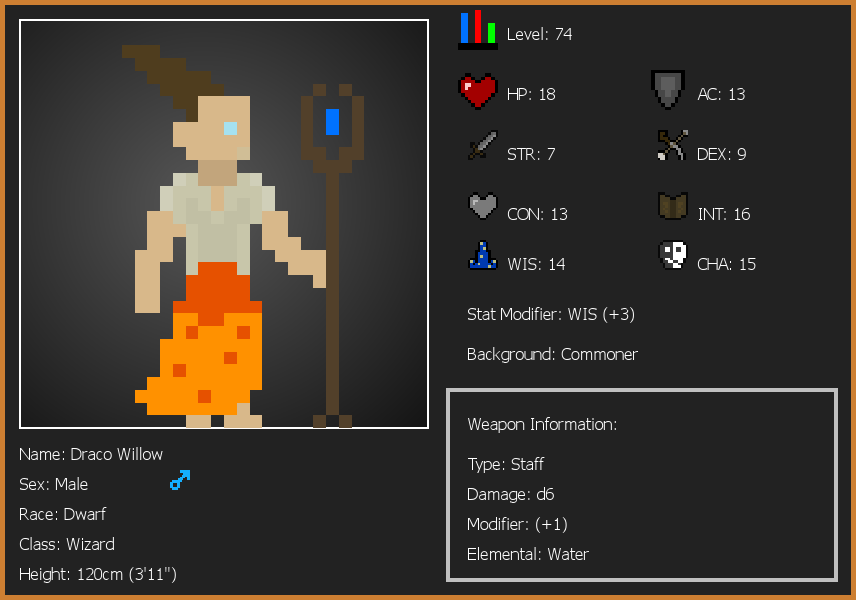 Level: 74
HP: 18
AC: 13
STR: 7
DEX: 9
CON: 13
INT: 16
WIS: 14
CHA: 15
Stat Modifier: WIS (+3)
Background: Commoner
Weapon Information:
Type: Staff
Damage: d6
Modifier: (+1)
Elemental: Water
Name: Draco Willow
Sex: Male
Race: Dwarf
Class: Wizard
Height: 120cm (3'11")